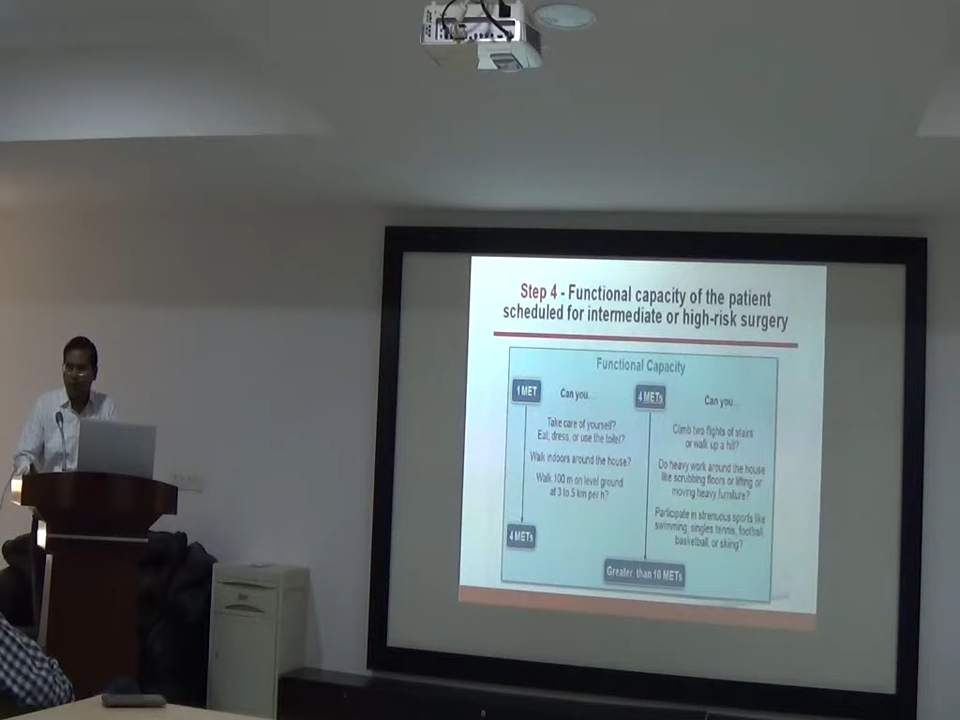 Step 4 - Functional capacity of the patient
scheduled for intermediate or high-risk surgery
Functional Capacity
1 MET
Can you...
Take care of yourself?
Eat, dress, or use the toilet?
Walk indoors around the house?
Walk 100 m on level ground
at 3 to 5 km per h?
4 METs
4 METs
Can you...
Climb two flights of stairs
or walk up a hill?
Do heavy work around the house
like scrubbing floors or lifting or
moving heavy furniture?
Participate in strenuous sports like
swimming, singles tennis, football,
basketball, or skiing?
Greater than 10 METs